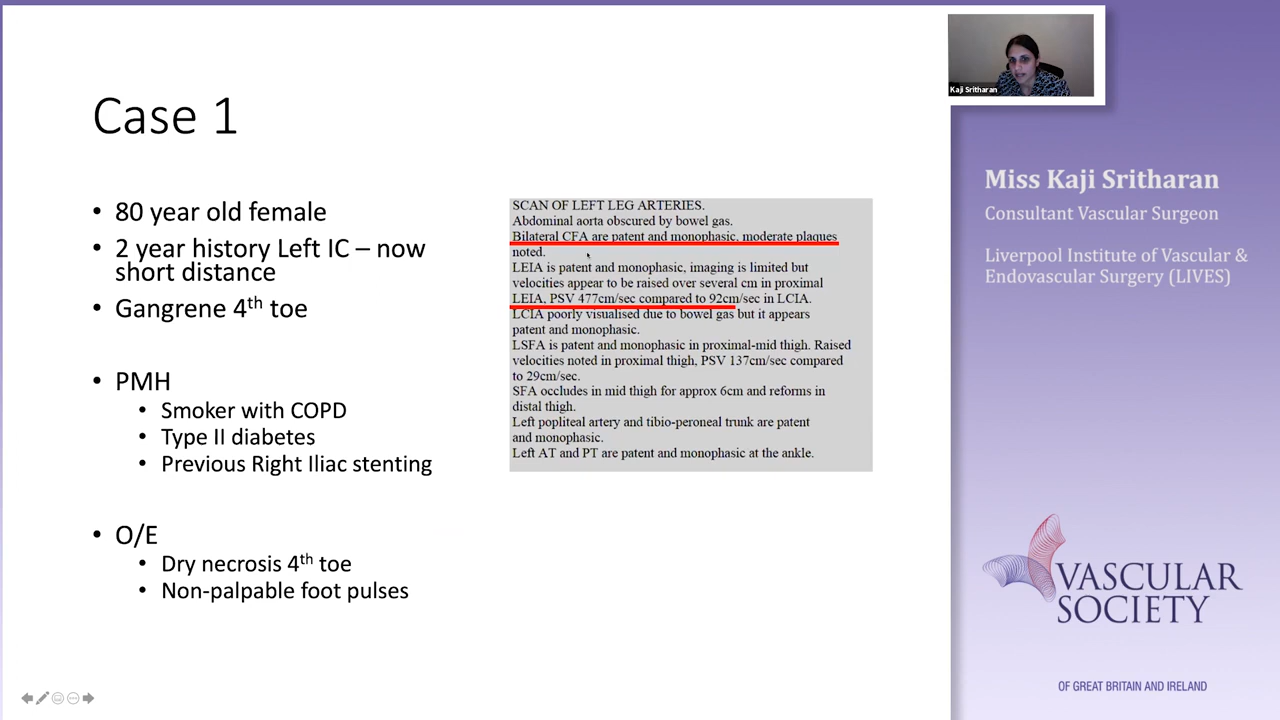 Case 1
• 80 year old female
• 2 year history Left IC – now
short distance
• Gangrene 4th toe
• PMH
• Smoker with COPD
• Type II diabetes
• Previous Right Iliac stenting
• O/E
• Dry necrosis 4th toe
• Non-palpable foot pulses
SCAN OF LEFT LEG ARTERIES.
Abdominal aorta obscured by bowel gas.
Bilateral CFA are patent and monophasic, moderate plaques
noted.
LEIA is patent and monophasic, imaging is limited but
velocities appear to be raised over several cm in proximal
LEIA, PSV 477cm/sec compared to 92cm/sec in LCIA.
LCIA poorly visualised due to bowel gas but it appears
patent and monophasic.
LSFA is patent and monophasic in proximal-mid thigh. Raised
velocities noted in proximal thigh, PSV 137cm/sec compared
to 29cm/sec.
SFA occludes in mid thigh for approx 6cm and reforms in
distal thigh.
Left popliteal artery and tibio-peroneal trunk are patent
and monophasic.
Left AT and PT are patent and monophasic at the ankle.
Kaji Sritharan
Miss Kaji Sritharan
Consultant Vascular Surgeon
Liverpool Institute of Vascular &
Endovascular Surgery (LIVES)
VASCULAR
SOCIETY
OF GREAT BRITAIN AND IRELAND